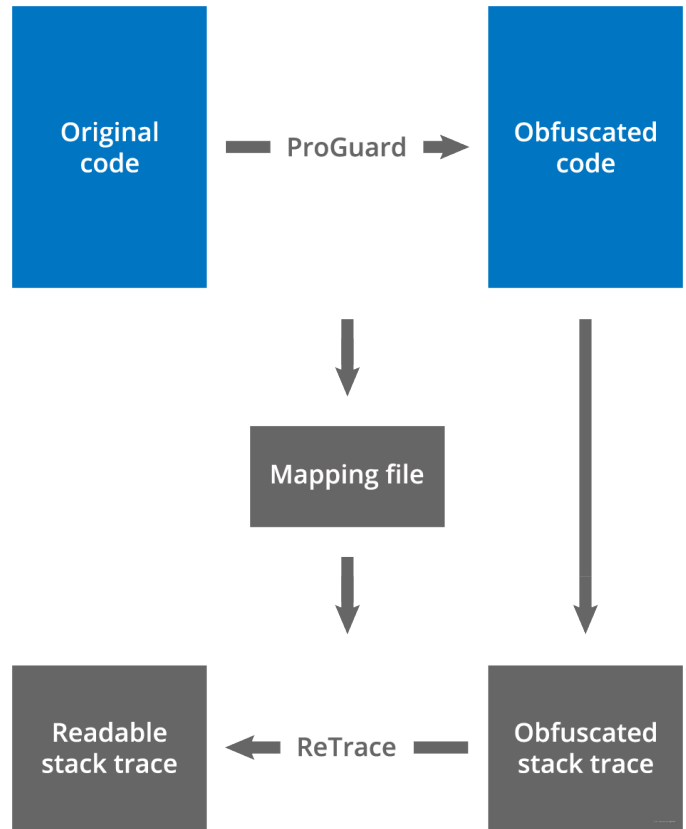 Original
code
ProGuard
Obfuscated
code
Mapping file
Readable
stack trace
ReTrace
Obfuscated
stack trace